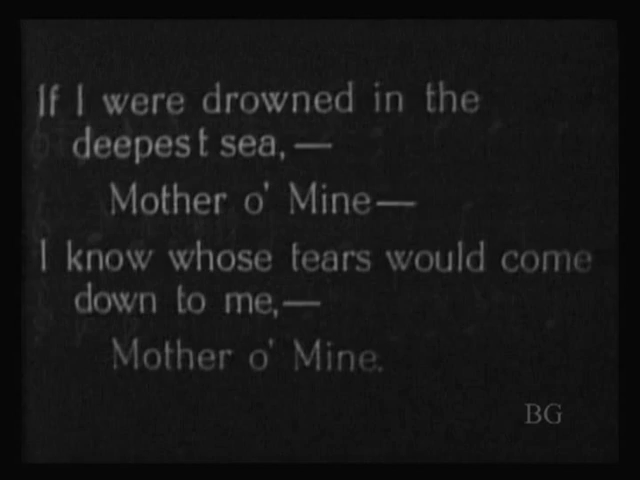 If I were drowned in the
deepest sea,—
Mother o' Mine—
I know whose tears would come
down to me,—
Mother o' Mine.
BG